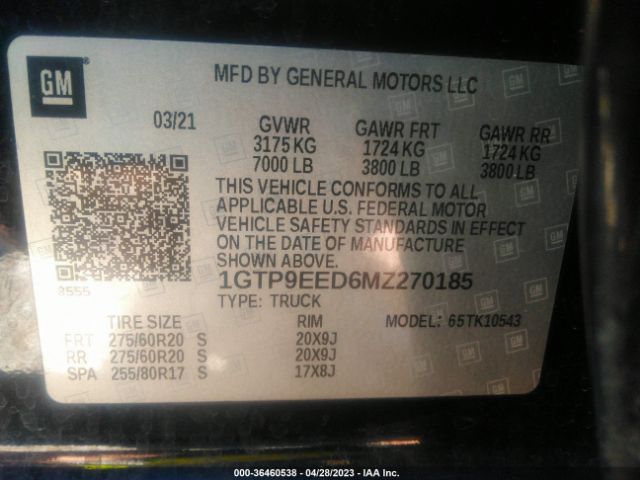 GM ®
MFD BY GENERAL MOTORS LLC
03/21 GVWR GAWR FRT GAWR RR
3175 KG 1724 KG 1724 KG
7000 LB 3800 LB 3800 LB
THIS VEHICLE CONFORMS TO ALL
APPLICABLE U.S. FEDERAL MOTOR
VEHICLE SAFETY STANDARDS IN EFFECT
ON THE DATE OF MANUFACTURE
SHOWN ABOVE.
8555
1GTP9EED6MZ270185
TYPE: TRUCK
TIRE SIZE RIM MODEL: 65TK10543
FRT 275/60R20 S 20X9J
RR 275/60R20 S 20X9J
SPA 255/80R17 S 17X8J
000-36460538 - 04/28/2023 - IAA Inc.